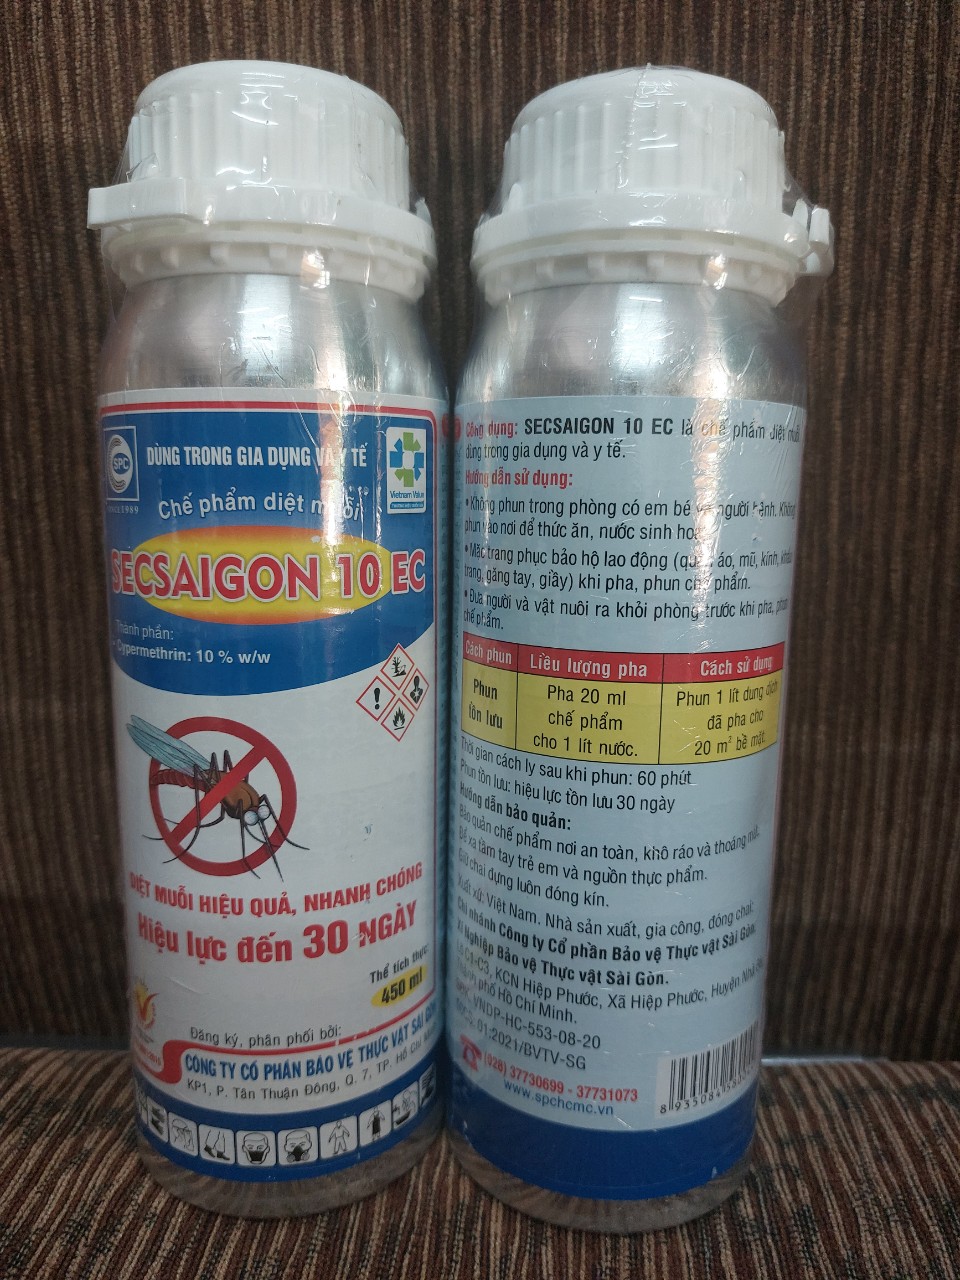 SPC
SINCE 1989
DÙNG TRONG GIA DỤNG VÀ Y TẾ
Vietnam Value
Chế phẩm diệt muỗi
SECSAIGON 10 EC
Thành phần:
- Cypermethrin: 10 % w/w
DIỆT MUỖI HIỆU QUẢ, NHANH CHÓNG
Hiệu lực đến 30 NGÀY
Thể tích thực:
450 ml
Đăng ký, phân phối bởi:
CÔNG TY CỔ PHẦN BẢO VỆ THỰC VẬT SÀI GÒN
KP1, P. Tân Thuận Đông, Q. 7, TP. Hồ Chí
Công dụng: SECSAIGON 10 EC là chế phẩm diệt muỗi
dùng trong gia dụng và y tế.
Hướng dẫn sử dụng:
• Không phun trong phòng có em bé và người bệnh. Không
phun vào nơi để thức ăn, nước sinh hoạt.
• Mặc trang phục bảo hộ lao động (quần áo, mũ, kính, khẩu
trang, găng tay, giầy) khi pha, phun chế phẩm.
• Đưa người và vật nuôi ra khỏi phòng trước khi pha, phun
chế phẩm.
Cách phun Liều lượng pha Cách sử dụng
Phun tồn lưu Pha 20 ml chế phẩm cho 1 lít nước. Phun 1 lít dung dịch đã pha cho 20 m² bề mặt.
Thời gian cách ly sau khi phun: 60 phút
Phun tồn lưu: hiệu lực tồn lưu 30 ngày
Hướng dẫn bảo quản:
Bảo quản chế phẩm nơi an toàn, khô ráo và thoáng mát.
Để xa tầm tay trẻ em và nguồn thực phẩm.
Giữ chai đựng luôn đóng kín.
Xuất xứ: Việt Nam. Nhà sản xuất, gia công, đóng chai:
Chi nhánh Công ty Cổ phần Bảo vệ Thực vật Sài Gòn.
Xí Nghiệp Bảo vệ Thực vật Sài Gòn.
Lô C1-C3, KCN Hiệp Phước, Xã Hiệp Phước, Huyện Nhà
Thành phố Hồ Chí Minh.
VNDP-HC-553-08-20
01:2021/BVTV-SG
(028) 37730699 - 37731073
www.spchcmc.vn